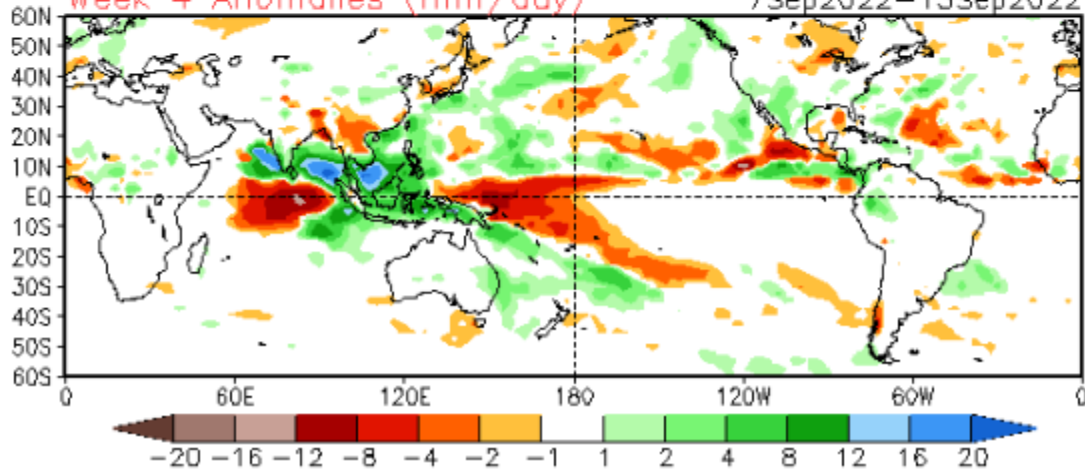 Week 4 Anomalies (mm/day) 7Sep2022-13Sep2022
60N
50N
40N
30N
20N
10N
EQ
10S
20S
30S
40S
50S
60S
0 60E 120E 180 120W 60W 0
-20 -16 -12 -8 -4 -2 -1 1 2 4 8 12 16 20